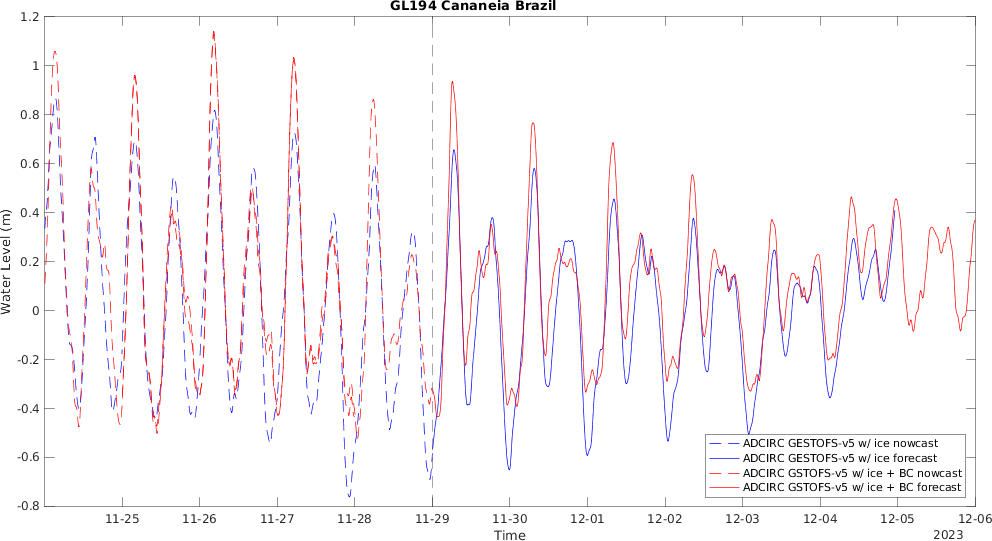 GL194 Cananeia Brazil
1.2
1
0.8
0.6
0.4
0.2
0
-0.2
-0.4
-0.6
-0.8
Water Level (m)
ADCIRC GESTOFS-v5 w/ ice nowcast
ADCIRC GESTOFS-v5 w/ ice forecast
ADCIRC GSTOFS-v5 w/ ice + BC nowcast
ADCIRC GSTOFS-v5 w/ ice + BC forecast
11-25 11-26 11-27 11-28 11-29 11-30 12-01 12-02 12-03 12-04 12-05 12-06
Time
2023